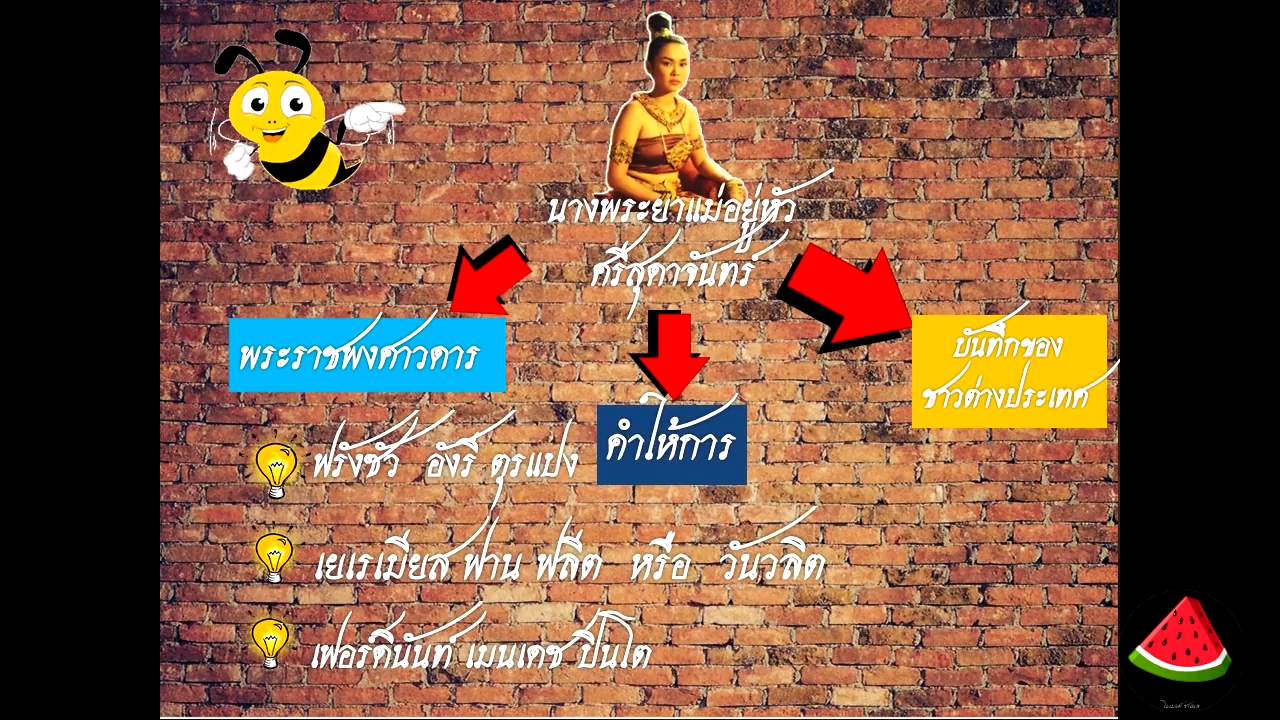 นางพระยาแม่อยู่หัว
ศรีสุดาจันทร์
พระราชพงศาวดาร
บันทึกของ
ชาวต่างประเทศ
คำให้การ
ฟรังซัว อังรี ตุรแปง
เยเรเมียส ฟาน ฟลีต หรือ วันวลิต
เฟอร์ดินันท์ เมนเดซ ปินโต